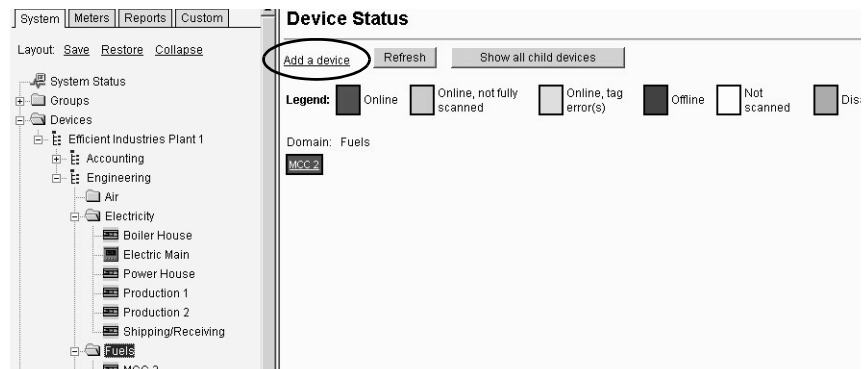 System Meters Reports Custom
Layout: Save Restore Collapse
System Status
Groups
Devices
Efficient Industries Plant 1
Accounting
Engineering
Air
Electricity
Boiler House
Electric Main
Power House
Production 1
Production 2
Shipping/Receiving
Fuels
MCC 2
Device Status
Add a device Refresh Show all child devices
Legend: Online Online, not fully scanned Online, tag error(s) Offline Not scanned Disa
Domain: Fuels
MCC 2